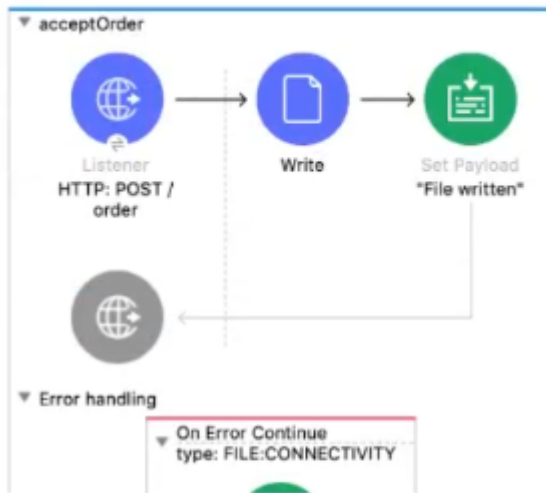 acceptOrder
Listener
HTTP: POST /
order
Write
Set Payload
"File written"
Error handling
On Error Continue
type: FILE:CONNECTIVITY